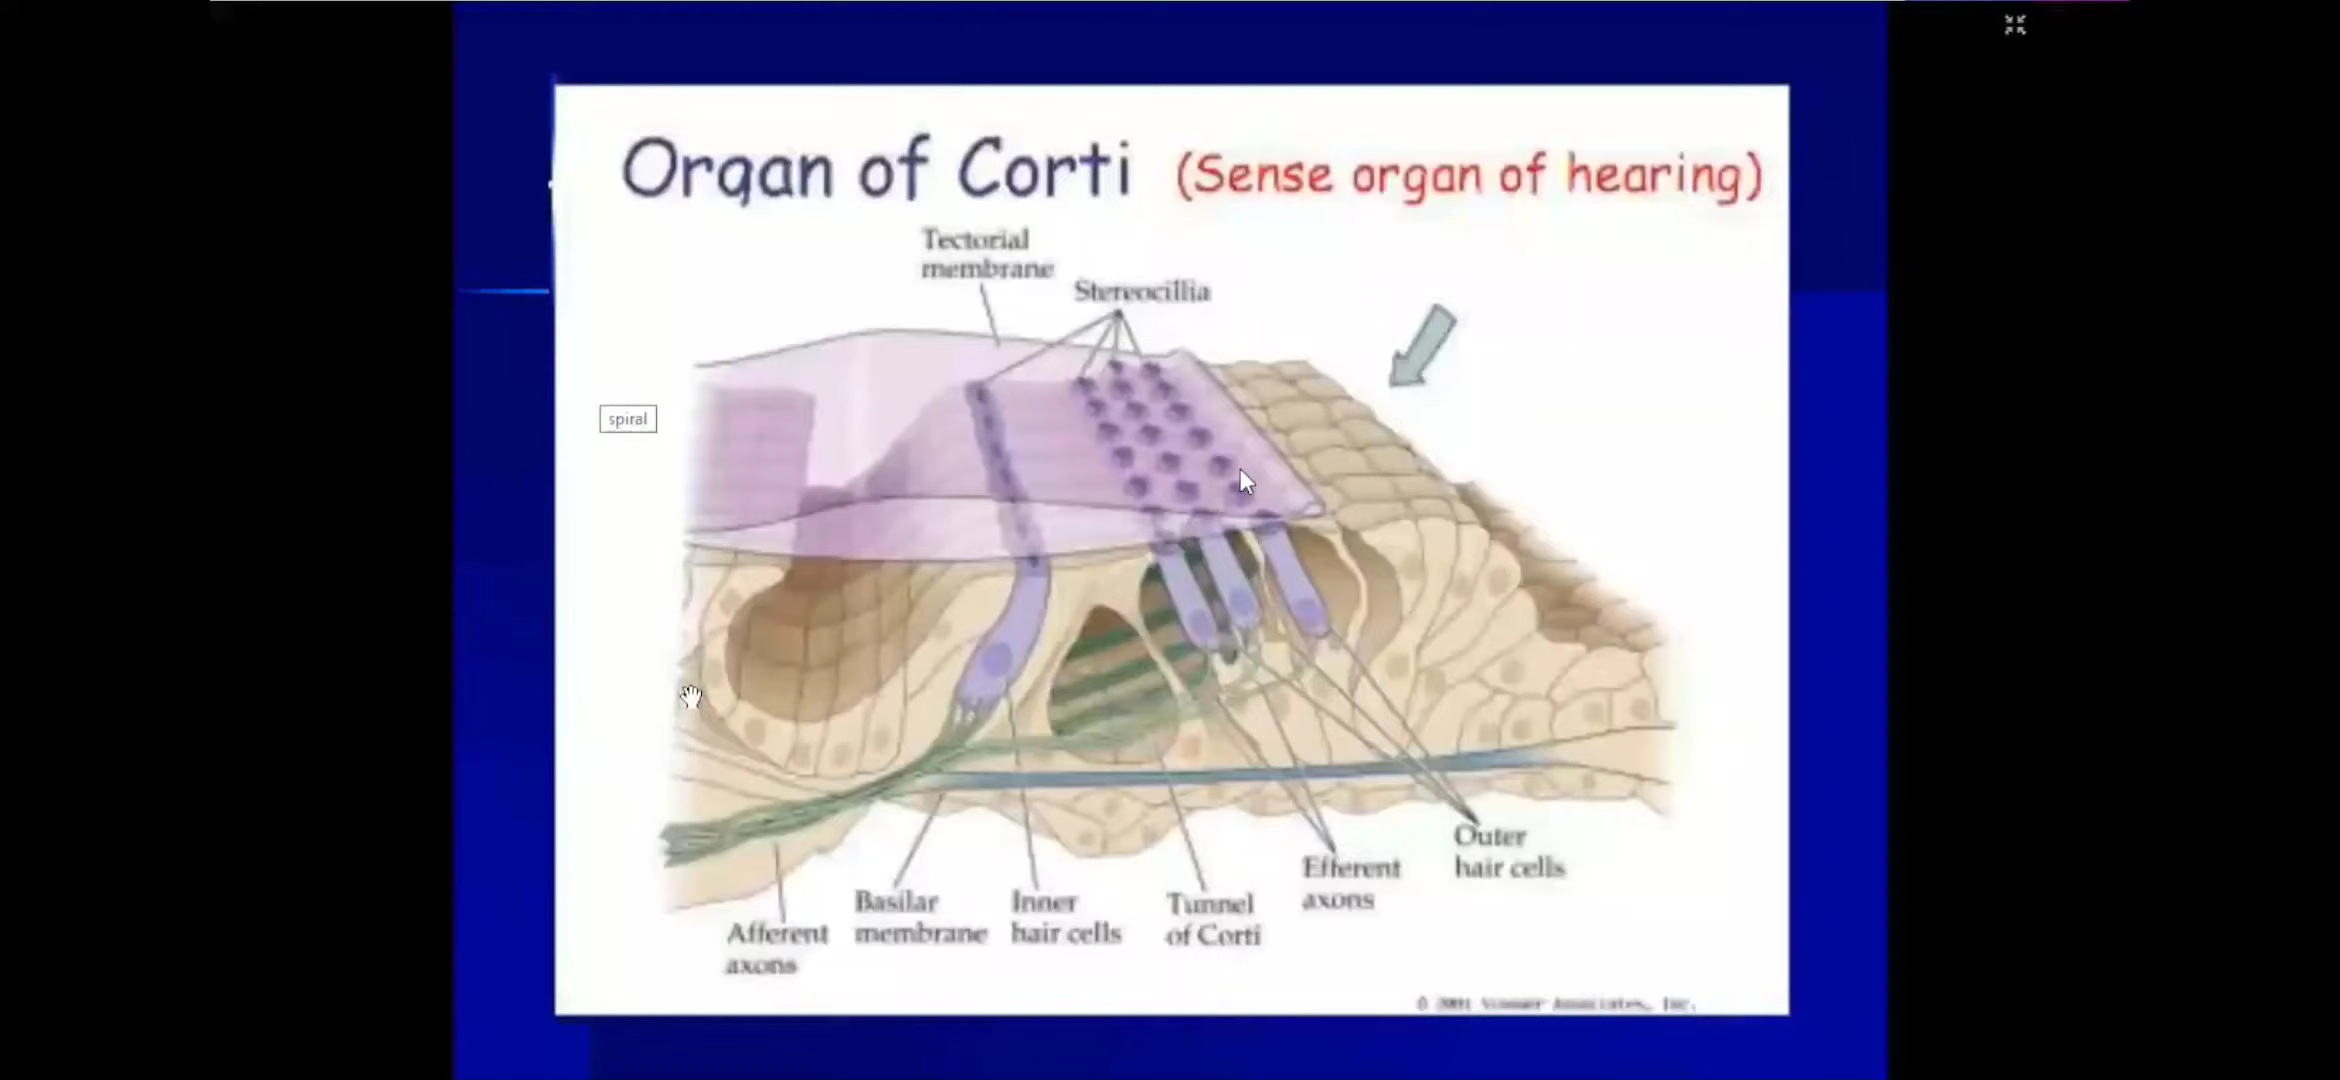 Organ of Corti (Sense organ of hearing)
Tectorial
membrane
Stereocillia
spiral
Outer
hair cells
Efferent
axons
Basilar
membrane
Inner
hair cells
Tunnel
of Corti
Afferent
axons